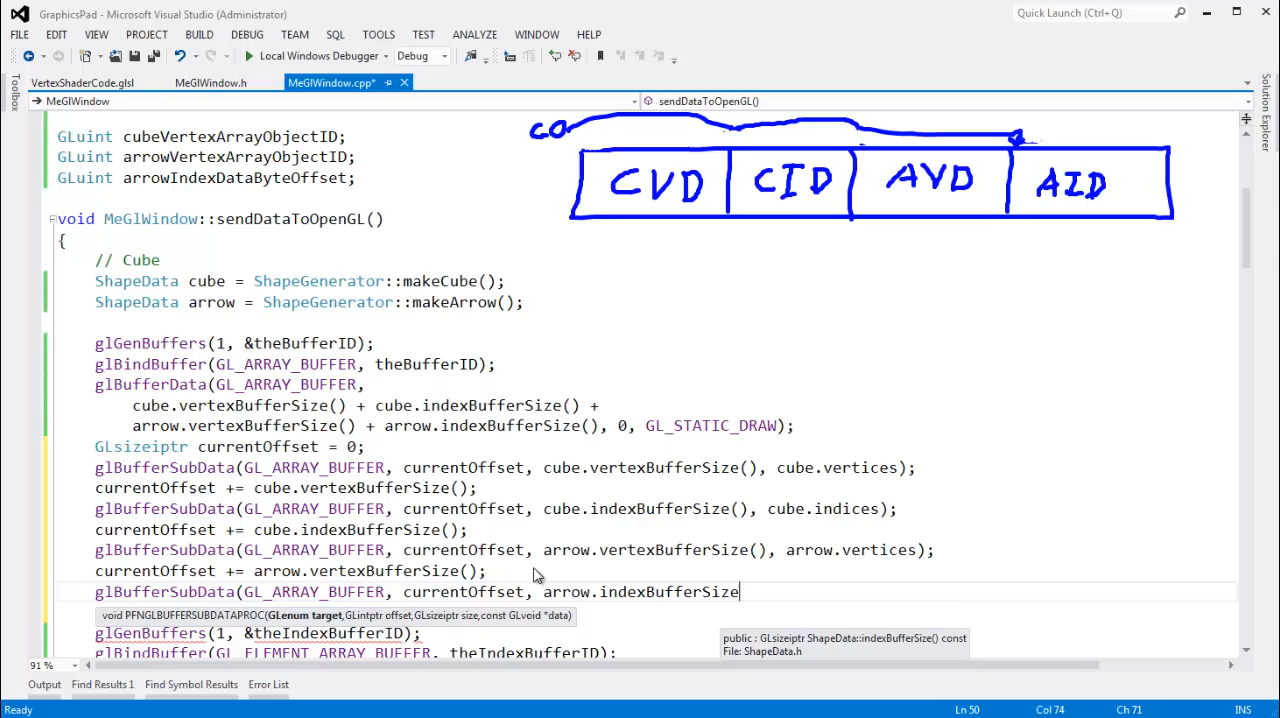 GraphicsPad - Microsoft Visual Studio (Administrator)
Quick Launch (Ctrl+Q)
FILE EDIT VIEW PROJECT BUILD DEBUG TEAM SQL TOOLS TEST ANALYZE WINDOW HELP
Local Windows Debugger Debug
VertexShaderCode.glsl MeGlWindow.h MeGlWindow.cpp*
MeGlWindow sendDataToOpenGL()
Toolbox
Solution Explorer
CO
CVD CID AVD AID
GLuint cubeVertexArrayObjectID;
GLuint arrowVertexArrayObjectID;
GLuint arrowIndexDataByteOffset;
void MeGlWindow::sendDataToOpenGL()
{
// Cube
ShapeData cube = ShapeGenerator::makeCube();
ShapeData arrow = ShapeGenerator::makeArrow();
glGenBuffers(1, &theBufferID);
glBindBuffer(GL_ARRAY_BUFFER, theBufferID);
glBufferData(GL_ARRAY_BUFFER,
cube.vertexBufferSize() + cube.indexBufferSize() +
arrow.vertexBufferSize() + arrow.indexBufferSize(), 0, GL_STATIC_DRAW);
GLsizeiptr currentOffset = 0;
glBufferSubData(GL_ARRAY_BUFFER, currentOffset, cube.vertexBufferSize(), cube.vertices);
currentOffset += cube.vertexBufferSize();
glBufferSubData(GL_ARRAY_BUFFER, currentOffset, cube.indexBufferSize(), cube.indices);
currentOffset += cube.indexBufferSize();
glBufferSubData(GL_ARRAY_BUFFER, currentOffset, arrow.vertexBufferSize(), arrow.vertices);
currentOffset += arrow.vertexBufferSize();
glBufferSubData(GL_ARRAY_BUFFER, currentOffset, arrow.indexBufferSize
void PFNGLBUFFERSUBDATAPROC(GLenum target,GLintptr offset,GLsizeiptr size,const GLvoid *data)
glGenBuffers(1, &theIndexBufferID);
public : GLsizeiptr ShapeData::indexBufferSize() const
File: ShapeData.h
glBindBuffer(GL_ELEMENT_ARRAY_BUFFER, theIndexBufferID);
91 %
Output Find Results 1 Find Symbol Results Error List
Ready Ln 50 Col 74 Ch 71 INS